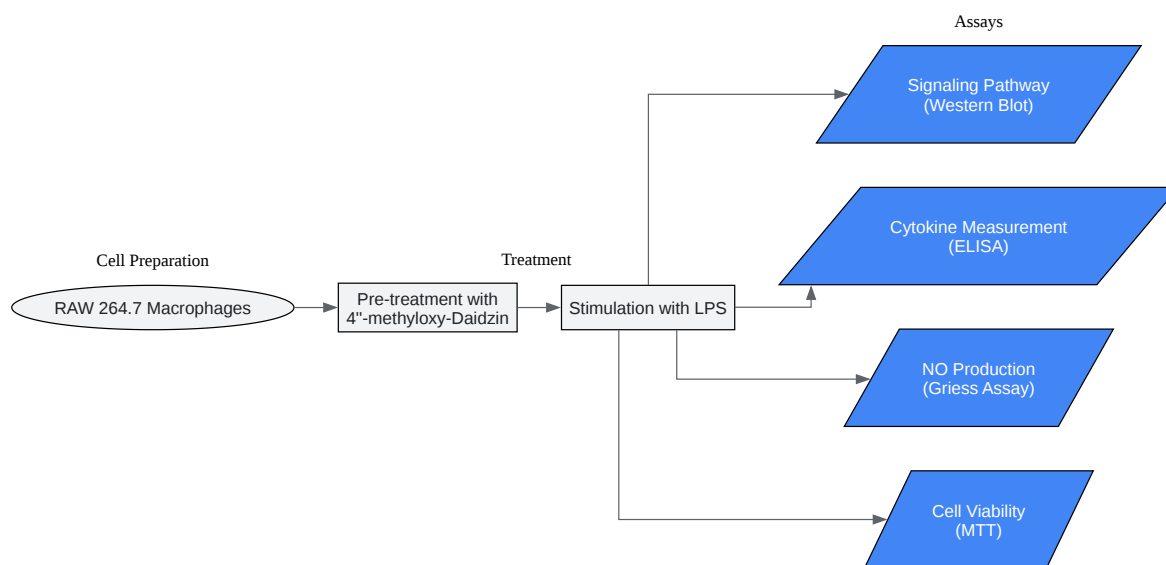 Assays
Signaling Pathway
(Western Blot)
Cytokine Measurement
(ELISA)
Cell Preparation
Treatment
RAW 264.7 Macrophages
Pre-treatment with
4"-methyloxy-Daidzin
Stimulation with LPS
NO Production
(Griess Assay)
Cell Viability
(MTT)